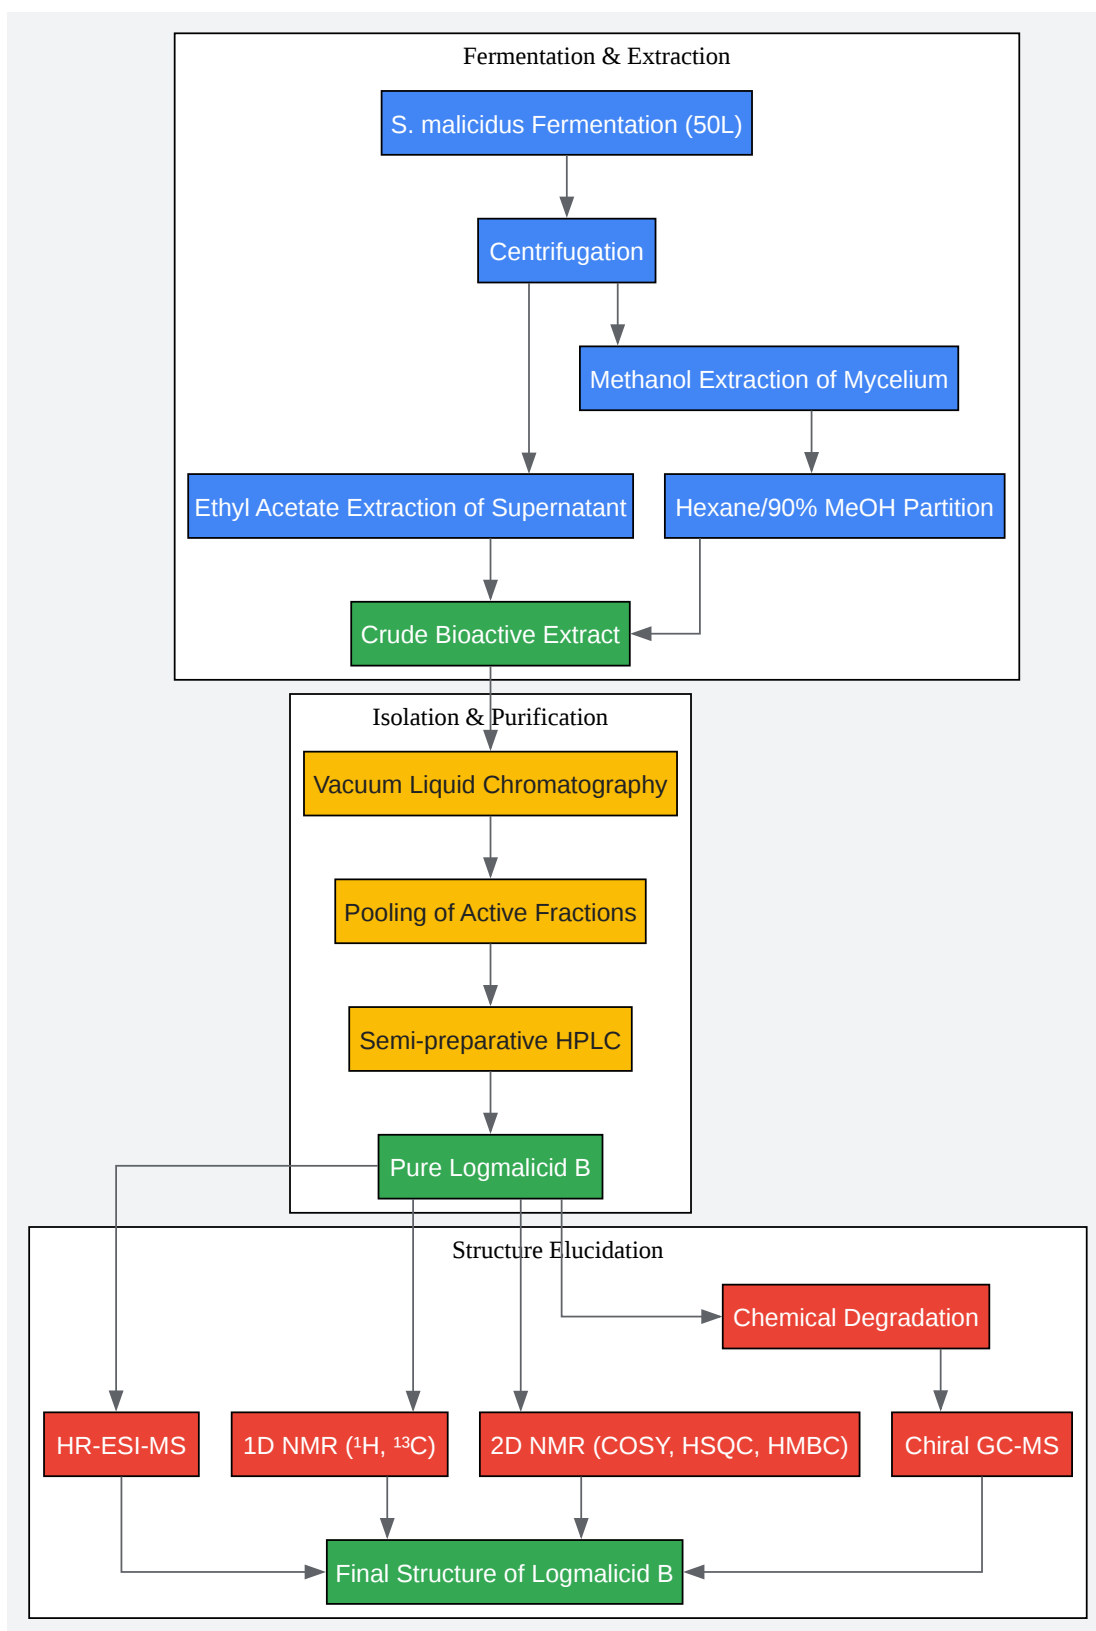 Fermentation & Extraction
S. malicidus Fermentation (50L)
Centrifugation
Methanol Extraction of Mycelium
Ethyl Acetate Extraction of Supernatant
Hexane/90% MeOH Partition
Crude Bioactive Extract
Isolation & Purification
Vacuum Liquid Chromatography
Pooling of Active Fractions
Semi-preparative HPLC
Pure Logmalicid B
Structure Elucidation
Chemical Degradation
HR-ESI-MS
1D NMR (¹H, ¹³C)
2D NMR (COSY, HSQC, HMBC)
Chiral GC-MS
Final Structure of Logmalicid B